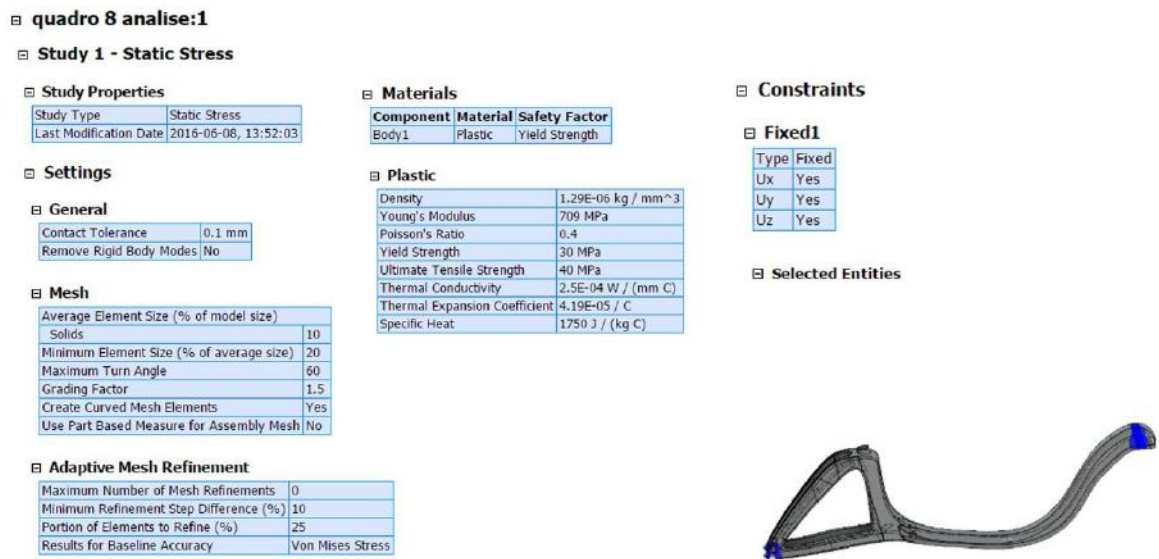 quadro 8 analise:1
Study 1 - Static Stress
Study Properties
Study Type Static Stress
Last Modification Date 2016-06-08, 13:52:03
Settings
General
Contact Tolerance 0.1 mm
Remove Rigid Body Modes No
Mesh
Average Element Size (% of model size)
Solids 10
Minimum Element Size (% of average size) 20
Maximum Turn Angle 60
Grading Factor 1.5
Create Curved Mesh Elements Yes
Use Part Based Measure for Assembly Mesh No
Adaptive Mesh Refinement
Maximum Number of Mesh Refinements 0
Minimum Refinement Step Difference (%) 10
Portion of Elements to Refine (%) 25
Results for Baseline Accuracy Von Mises Stress
Materials
Component Material Safety Factor
Body1 Plastic Yield Strength
Plastic
Density 1.29E-06 kg / mm^3
Young's Modulus 709 MPa
Poisson's Ratio 0.4
Yield Strength 30 MPa
Ultimate Tensile Strength 40 MPa
Thermal Conductivity 2.5E-04 W / (mm C)
Thermal Expansion Coefficient 4.19E-05 / C
Specific Heat 1750 J / (kg C)
Constraints
Fixed1
Type Fixed
Ux Yes
Uy Yes
Uz Yes
Selected Entities